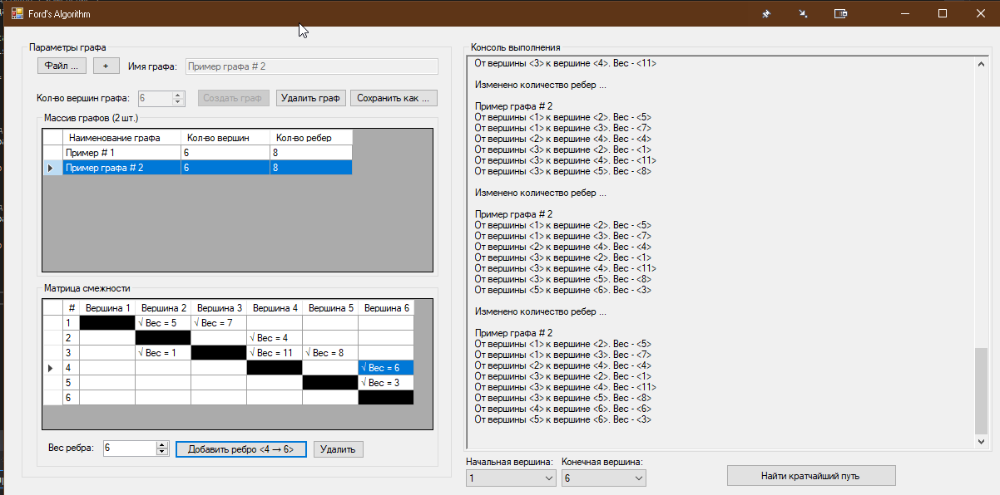 Ford's Algorithm
Параметры графа
Файл ...
+
Имя графа:
Пример графа # 2
Кол-во вершин графа:
6
Создать граф
Удалить граф
Сохранить как ...
Массив графов (2 шт.)
Наименование графа Кол-во вершин Кол-во ребер
Пример # 1 6 8
Пример графа # 2 6 8
Матрица смежности
# Вершина 1 Вершина 2 Вершина 3 Вершина 4 Вершина 5 Вершина 6
1 √ Вес = 5 √ Вес = 7
2 √ Вес = 4
3 √ Вес = 1 √ Вес = 11 √ Вес = 8
4 √ Вес = 6
5 √ Вес = 3
6
Вес ребра:
6
Добавить ребро <4 → 6>
Удалить
Консоль выполнения
От вершины <3> к вершине <4>. Вес - <11>
Изменено количество ребер ...
Пример графа # 2
От вершины <1> к вершине <2>. Вес - <5>
От вершины <1> к вершине <3>. Вес - <7>
От вершины <2> к вершине <4>. Вес - <4>
От вершины <3> к вершине <2>. Вес - <1>
От вершины <3> к вершине <4>. Вес - <11>
От вершины <3> к вершине <5>. Вес - <8>
Изменено количество ребер ...
Пример графа # 2
От вершины <1> к вершине <2>. Вес - <5>
От вершины <1> к вершине <3>. Вес - <7>
От вершины <2> к вершине <4>. Вес - <4>
От вершины <3> к вершине <2>. Вес - <1>
От вершины <3> к вершине <4>. Вес - <11>
От вершины <3> к вершине <5>. Вес - <8>
От вершины <5> к вершине <6>. Вес - <3>
Изменено количество ребер ...
Пример графа # 2
От вершины <1> к вершине <2>. Вес - <5>
От вершины <1> к вершине <3>. Вес - <7>
От вершины <2> к вершине <4>. Вес - <4>
От вершины <3> к вершине <2>. Вес - <1>
От вершины <3> к вершине <4>. Вес - <11>
От вершины <3> к вершине <5>. Вес - <8>
От вершины <4> к вершине <6>. Вес - <6>
От вершины <5> к вершине <6>. Вес - <3>
Начальная вершина: Конечная вершина:
1 6
Найти кратчайший путь